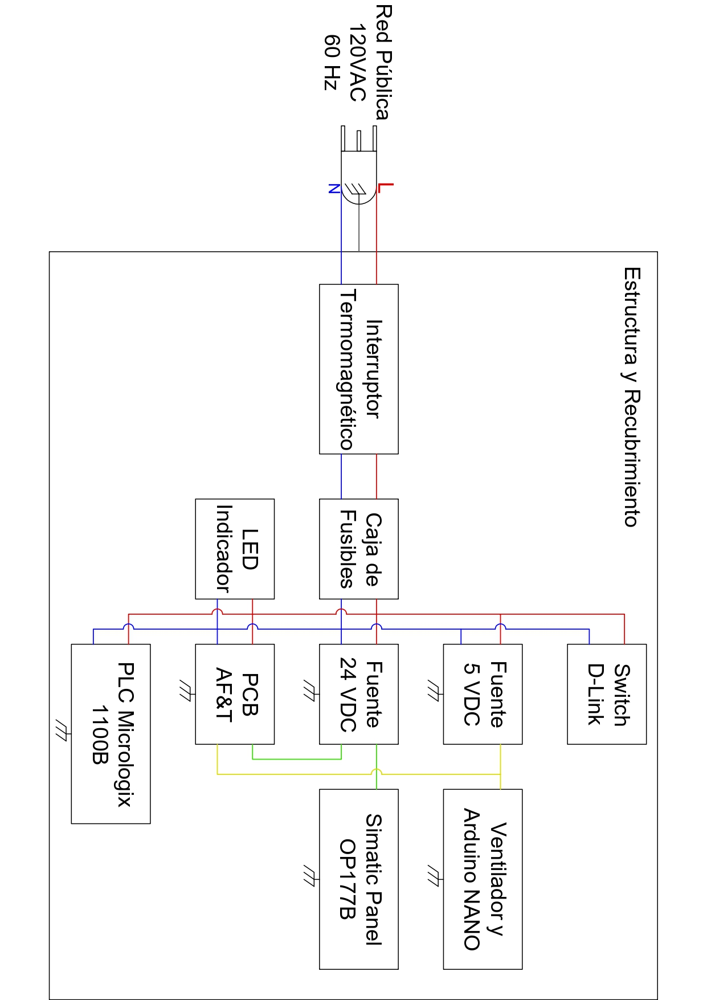 Red Pública
120VAC
60 Hz
L
N
Estructura y Recubrimiento
Interruptor
Termomagnético
Caja de
Fusibles
LED
Indicador
Switch
D-Link
Fuente
5 VDC
Fuente
24 VDC
PCB
AF&T
PLC Micrologix
1100B
Ventilador y
Arduino NANO
Simatic Panel
OP177B